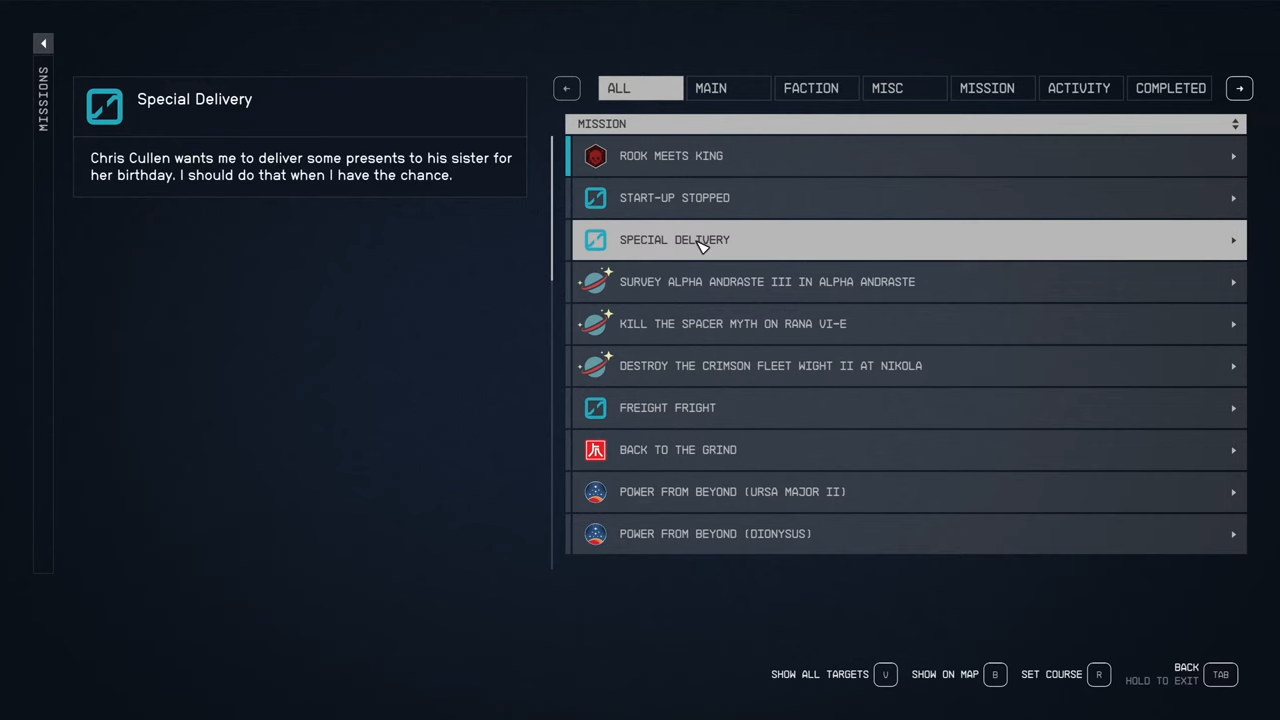 MISSIONS
Special Delivery
Chris Cullen wants me to deliver some presents to his sister for
her birthday. I should do that when I have the chance.
ALL MAIN FACTION MISC MISSION ACTIVITY COMPLETED
MISSION
ROOK MEETS KING
START-UP STOPPED
SPECIAL DELIVERY
SURVEY ALPHA ANDRASTE III IN ALPHA ANDRASTE
KILL THE SPACER MYTH ON RANA VI-E
DESTROY THE CRIMSON FLEET WIGHT II AT NIKOLA
FREIGHT FRIGHT
BACK TO THE GRIND
POWER FROM BEYOND (URSA MAJOR II)
POWER FROM BEYOND (DIONYSUS)
SHOW ALL TARGETS V SHOW ON MAP B SET COURSE R BACK TAB
HOLD TO EXIT